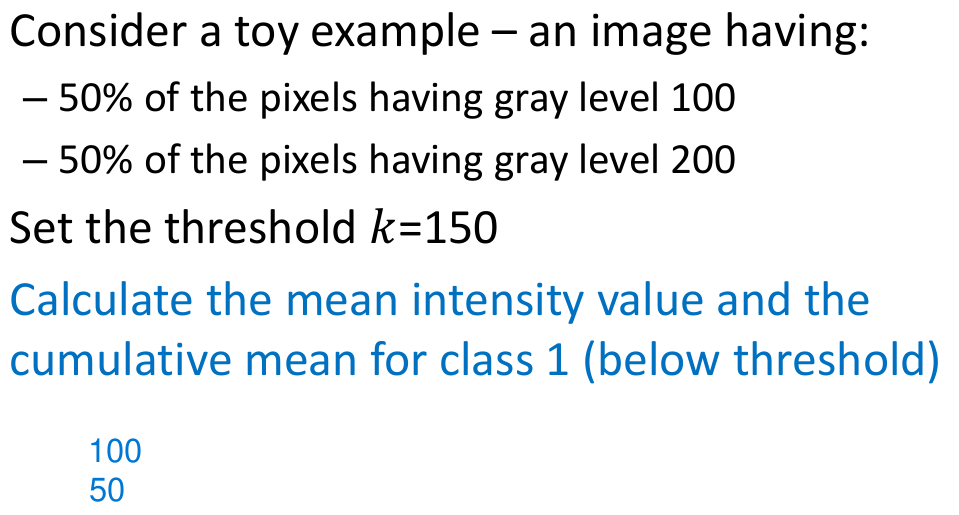 Consider a toy example – an image having:
– 50% of the pixels having gray level 100
– 50% of the pixels having gray level 200
Set the threshold k=150
Calculate the mean intensity value and the
cumulative mean for class 1 (below threshold)
100
50